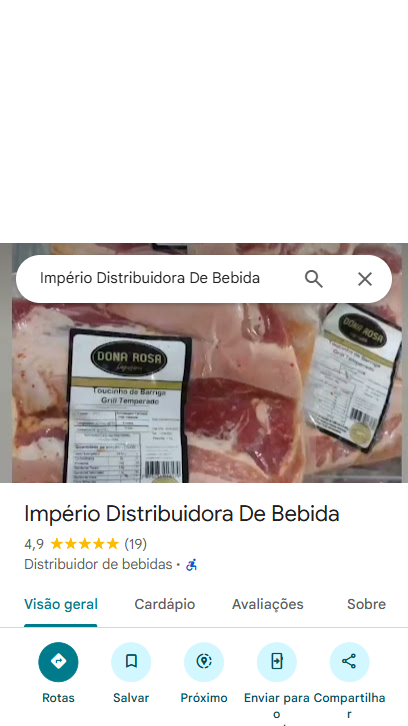 Império Distribuidora De Bebida
DONA ROSA
Toucinho de Barriga
Grill Temperado
DONA ROSA
Império Distribuidora De Bebida
4,9 (19)
Distribuidor de bebidas ·
Visão geral Cardápio Avaliações Sobre
Rotas Salvar Próximo Enviar para o Compartilhar